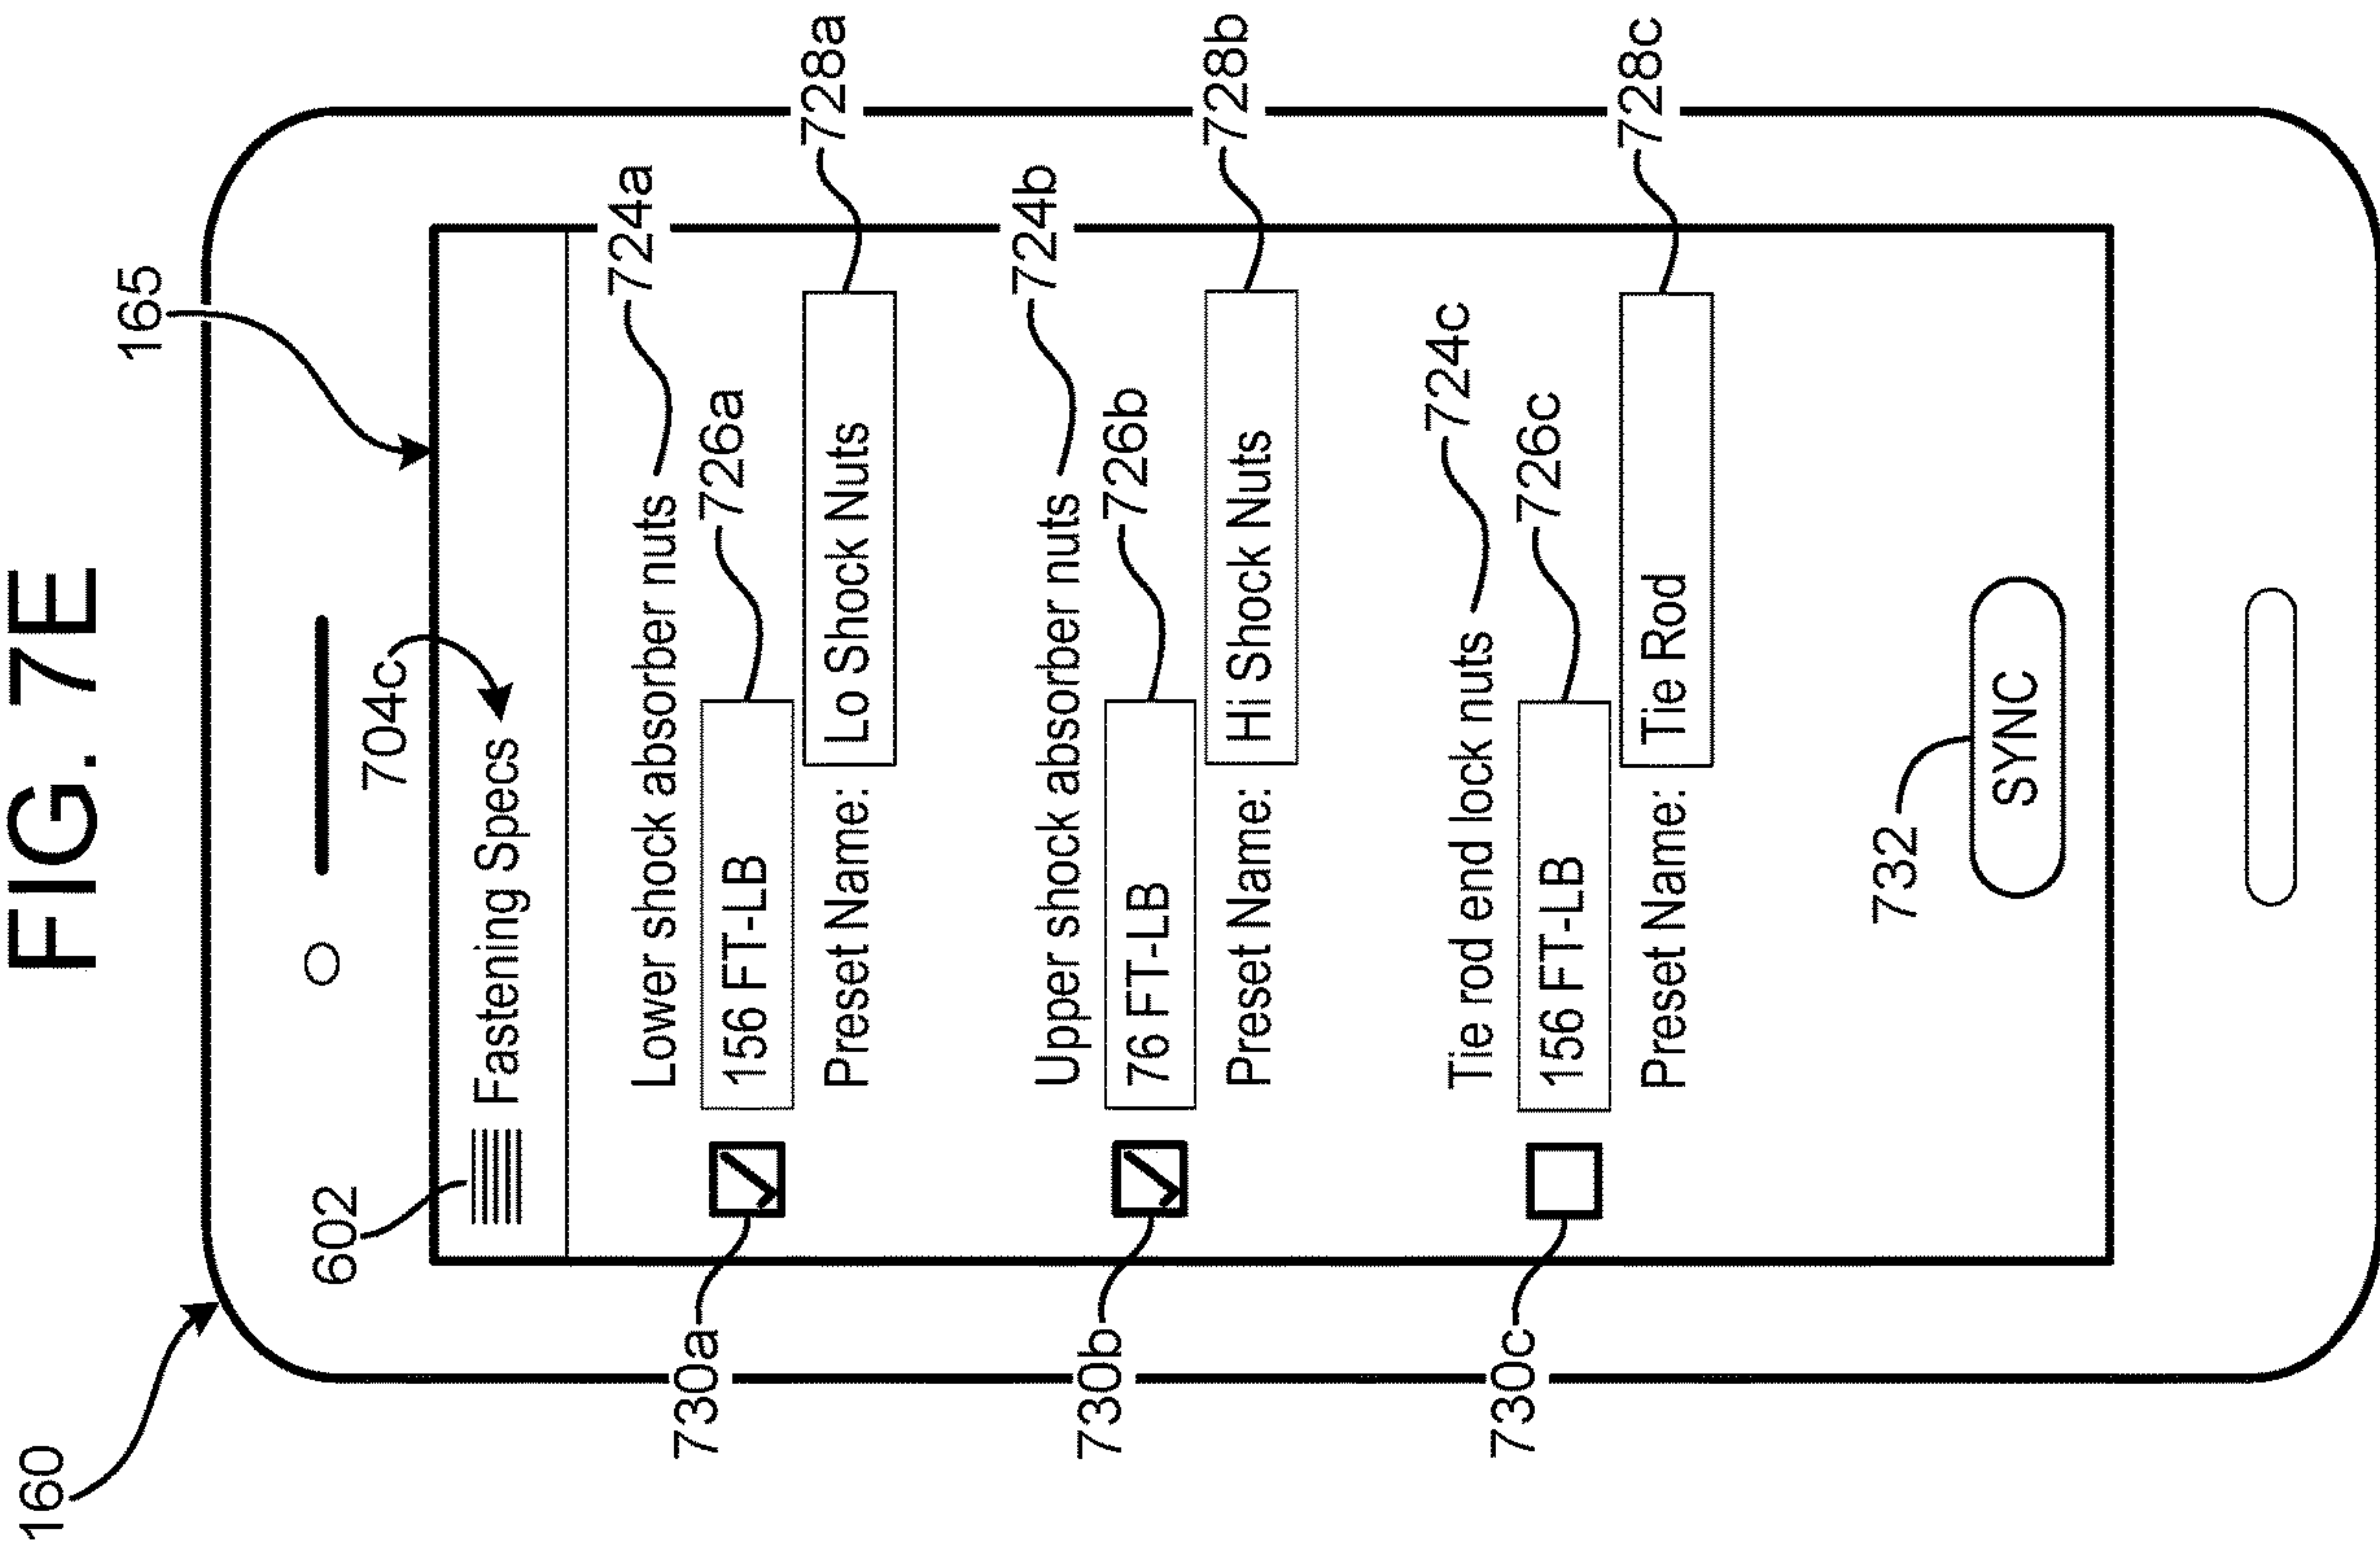 FIG. 7E
160
165
602
704c
Fastening Specs
Lower shock absorber nuts
724a
730a
156 FT-LB
726a
Preset Name:
Lo Shock Nuts
728a
Upper shock absorber nuts
724b
730b
76 FT-LB
726b
Preset Name:
Hi Shock Nuts
728b
Tie rod end lock nuts
724c
730c
156 FT-LB
726c
Preset Name:
Tie Rod
728c
732
SYNC